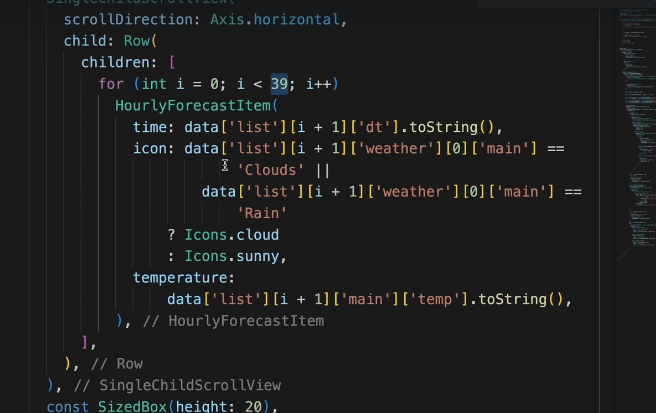 SingleChildScrollView(
scrollDirection: Axis.horizontal,
child: Row(
children: [
for (int i = 0; i < 39; i++)
HourlyForecastItem(
time: data['list'][i + 1]['dt'].toString(),
icon: data['list'][i + 1]['weather'][0]['main'] ==
'Clouds' ||
data['list'][i + 1]['weather'][0]['main'] ==
'Rain'
? Icons.cloud
: Icons.sunny,
temperature:
data['list'][i + 1]['main']['temp'].toString(),
), // HourlyForecastItem
],
), // Row
), // SingleChildScrollView
const SizedBox(height: 20),